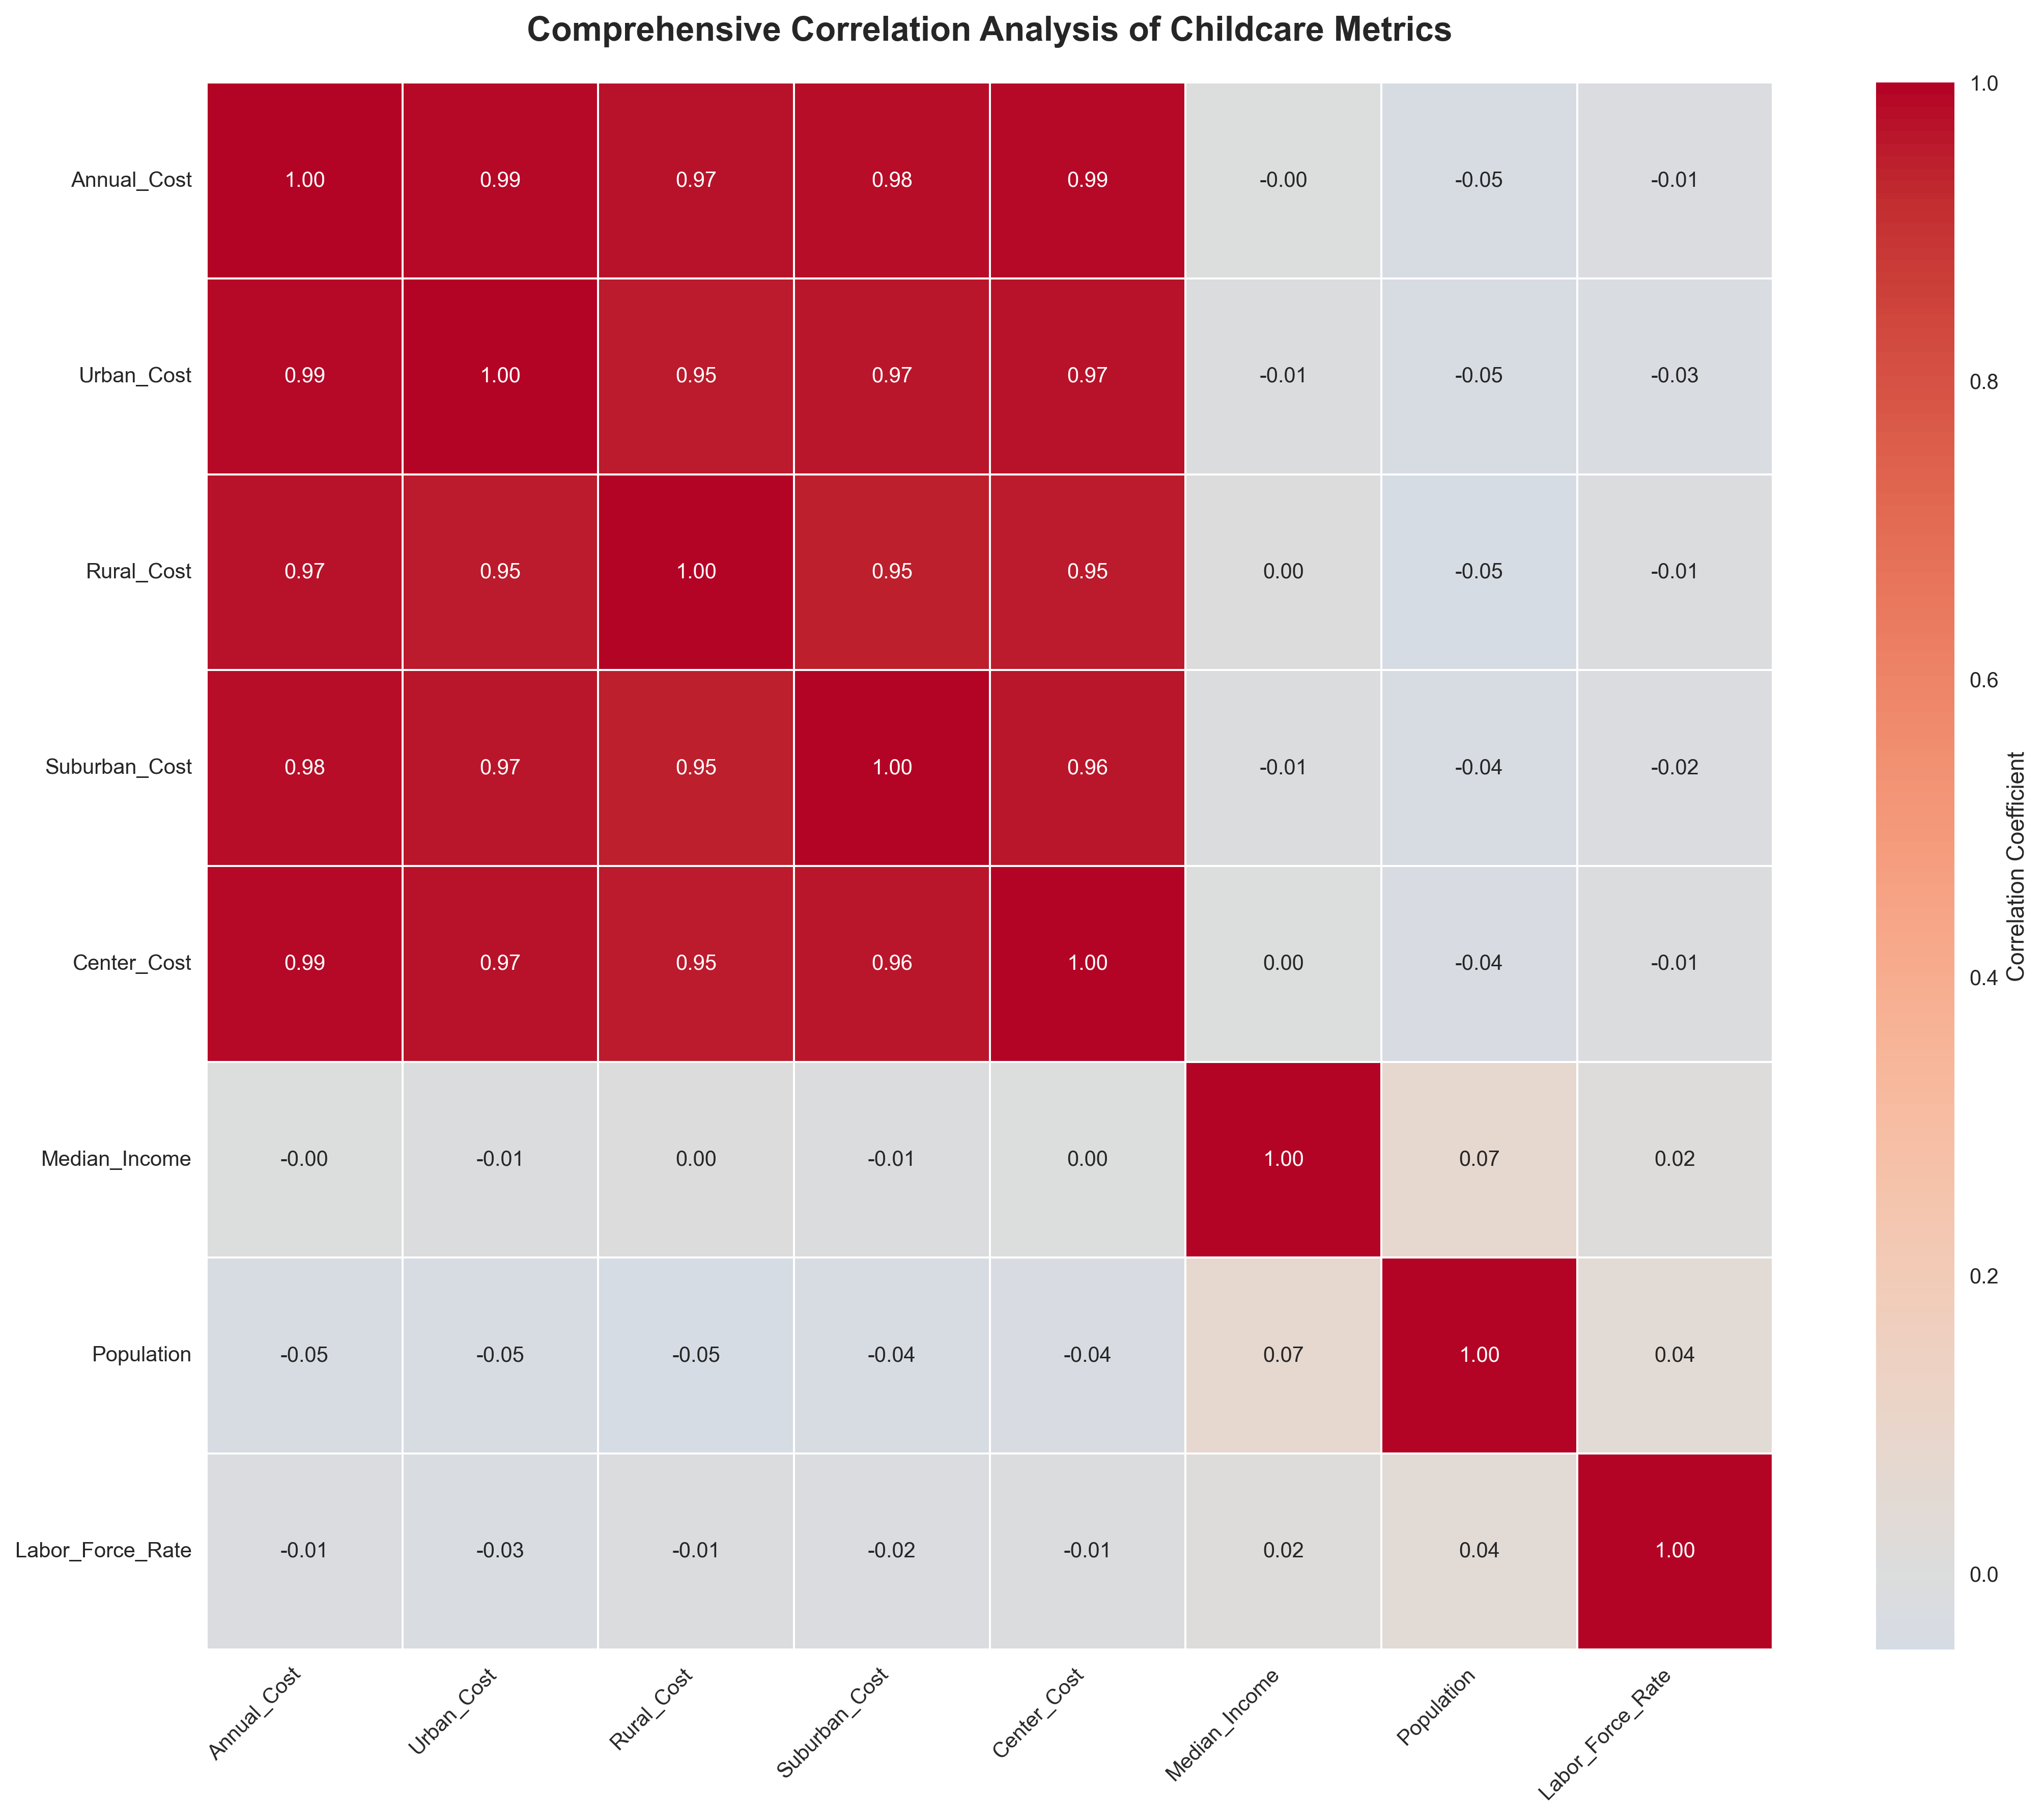 Comprehensive Correlation Analysis of Childcare Metrics
1.0
Annual_Cost 1.00 0.99 0.97 0.98 0.99 -0.00 -0.05 -0.01
Urban_Cost 0.99 1.00 0.95 0.97 0.97 -0.01 -0.05 -0.03
0.8
Rural_Cost 0.97 0.95 1.00 0.95 0.95 0.00 -0.05 -0.01
0.6
Suburban_Cost 0.98 0.97 0.95 1.00 0.96 -0.01 -0.04 -0.02
Correlation Coefficient
Center_Cost 0.99 0.97 0.95 0.96 1.00 0.00 -0.04 -0.01
0.4
Median_Income -0.00 -0.01 0.00 -0.01 0.00 1.00 0.07 0.02
0.2
Population -0.05 -0.05 -0.05 -0.04 -0.04 0.07 1.00 0.04
Labor_Force_Rate -0.01 -0.03 -0.01 -0.02 -0.01 0.02 0.04 1.00
0.0
Annual_Cost Urban_Cost Rural_Cost Suburban_Cost Center_Cost Median_Income Population Labor_Force_Rate